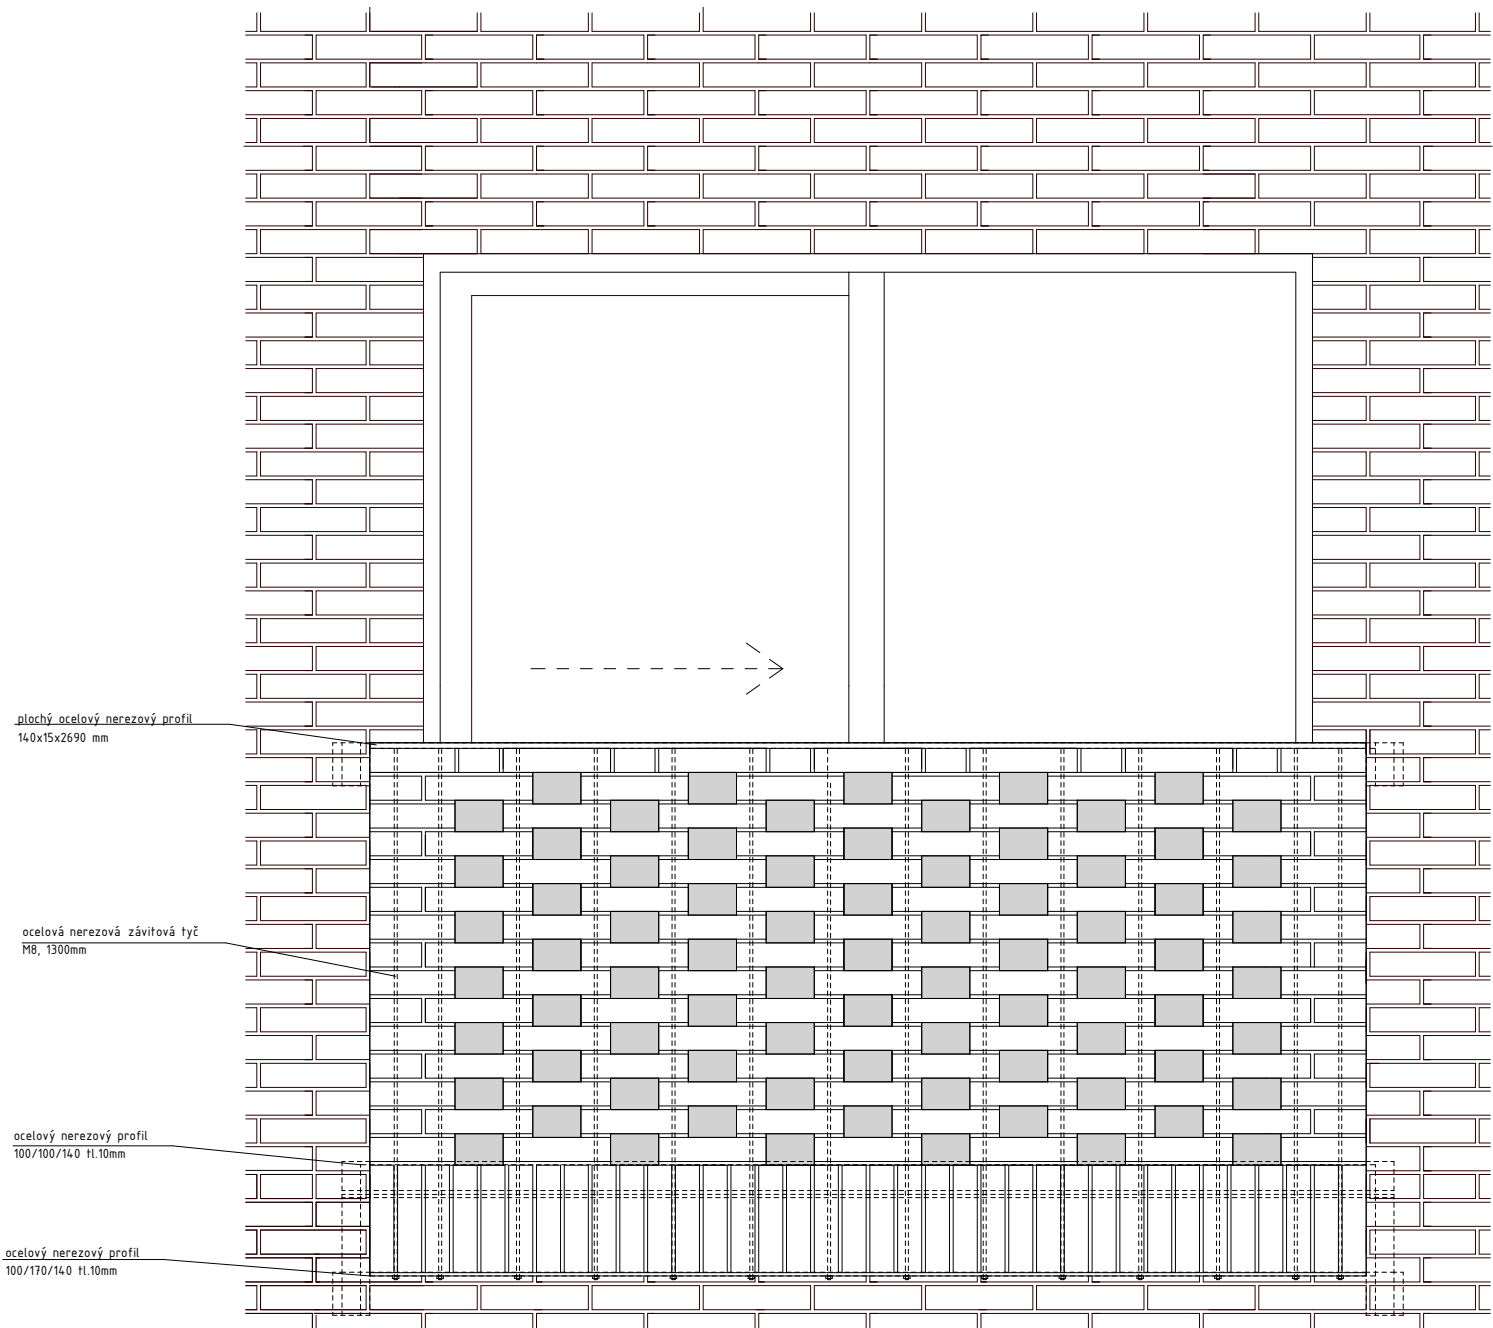 plochý ocelový nerezový profil
140x15x2690 mm
ocelová nerezová závitová tyč
M8, 1300mm
ocelový nerezový profil
100/100/140 tl.10mm
ocelový nerezový profil
100/170/140 tl.10mm